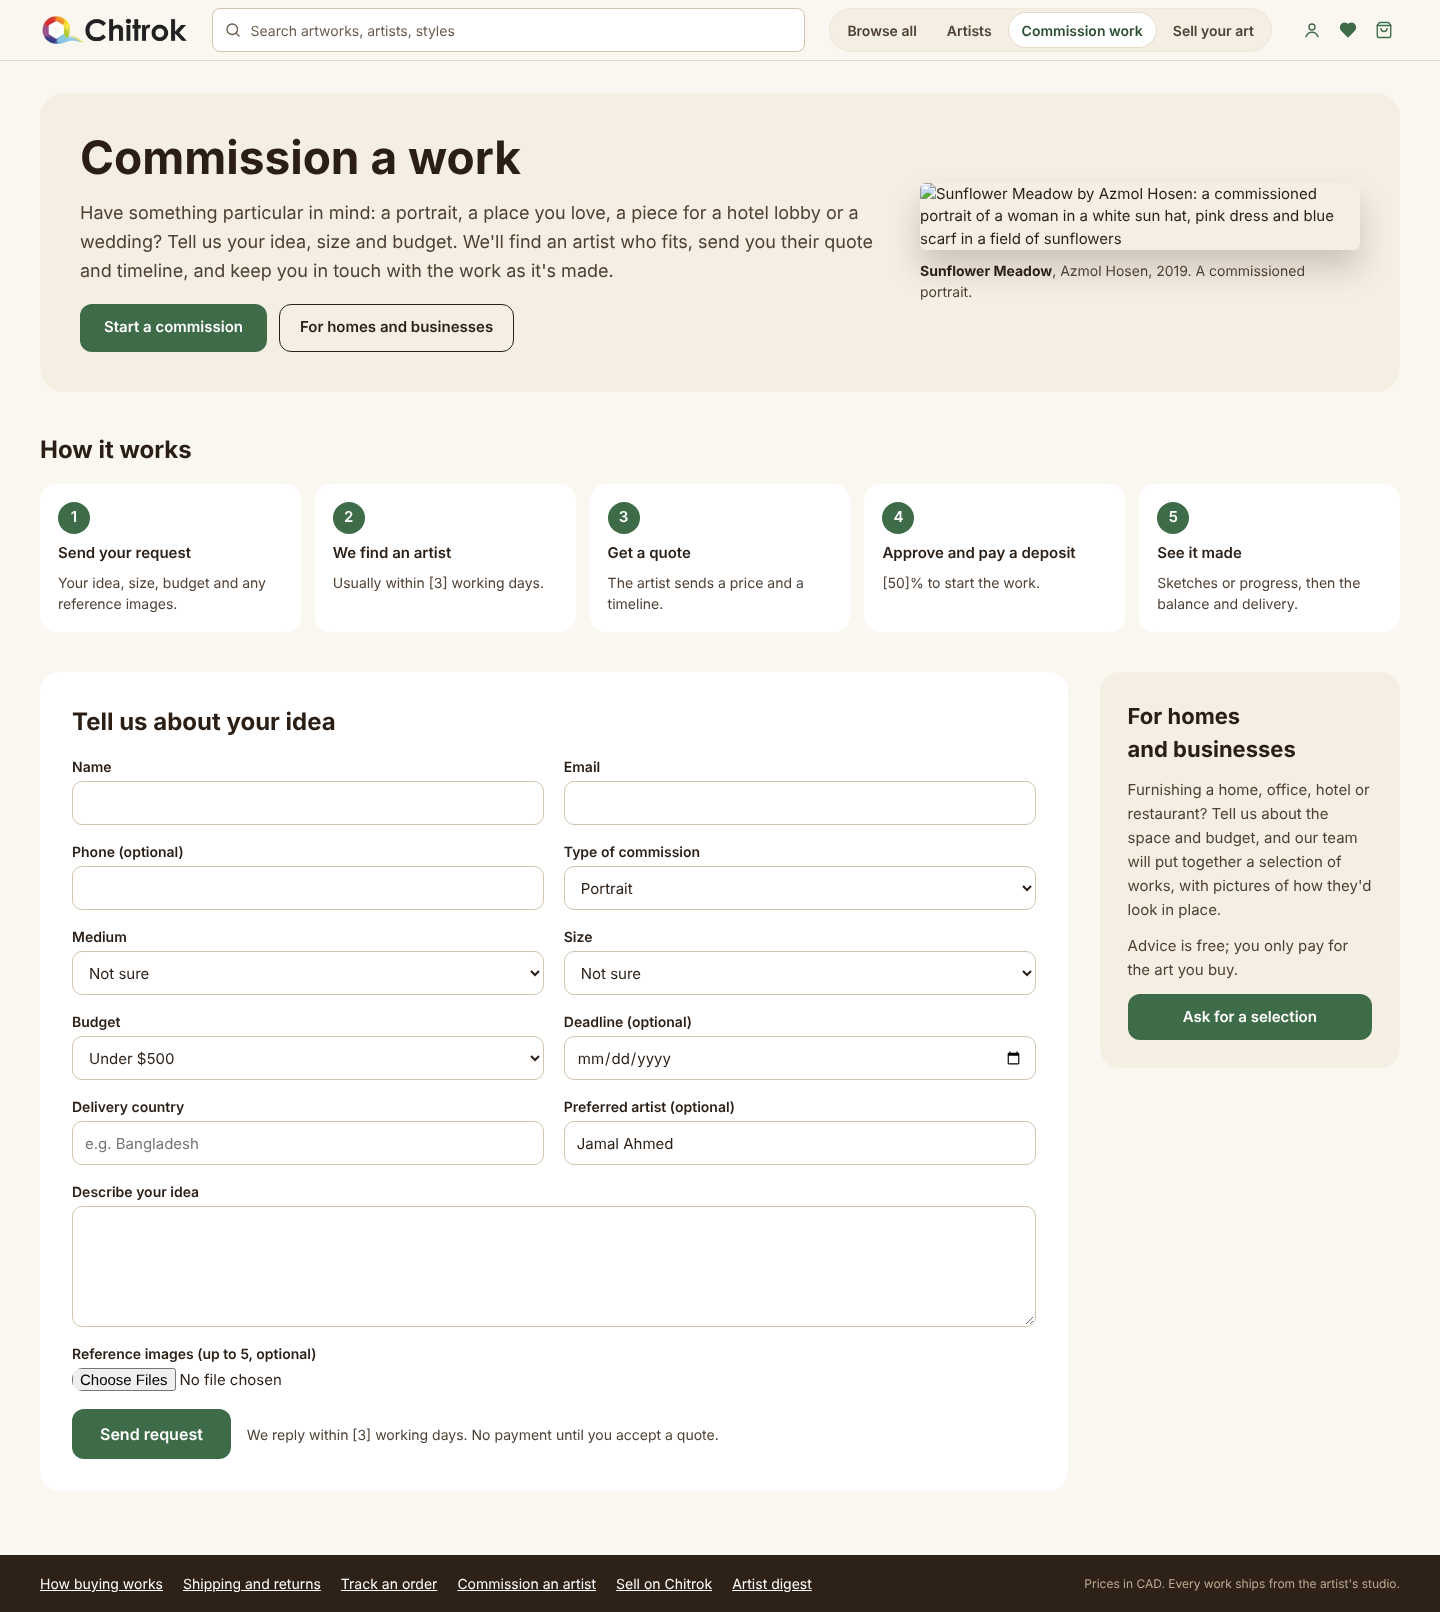 Chitrok
Search artworks, artists, styles
Browse all
Artists
Commission work
Sell your art
Commission a work
Have something particular in mind: a portrait, a place you love, a piece for a hotel lobby or a
wedding? Tell us your idea, size and budget. We'll find an artist who fits, send you their quote
and timeline, and keep you in touch with the work as it's made.
Start a commission
For homes and businesses
Sunflower Meadow by Azmol Hosen: a commissioned
portrait of a woman in a white sun hat, pink dress and blue
scarf in a field of sunflowers
Sunflower Meadow, Azmol Hosen, 2019. A commissioned
portrait.
How it works
1
Send your request
Your idea, size, budget and any
reference images.
2
We find an artist
Usually within [3] working days.
3
Get a quote
The artist sends a price and a
timeline.
4
Approve and pay a deposit
[50]% to start the work.
5
See it made
Sketches or progress, then the
balance and delivery.
Tell us about your idea
Name
Email
Phone (optional)
Type of commission
Portrait
Medium
Size
Not sure
Not sure
Budget
Deadline (optional)
Under $500
mm/dd/yyyy
Delivery country
Preferred artist (optional)
e.g. Bangladesh
Jamal Ahmed
Describe your idea
Reference images (up to 5, optional)
Choose Files No file chosen
Send request
We reply within [3] working days. No payment until you accept a quote.
For homes
and businesses
Furnishing a home, office, hotel or
restaurant? Tell us about the
space and budget, and our team
will put together a selection of
works, with pictures of how they'd
look in place.
Advice is free; you only pay for
the art you buy.
Ask for a selection
How buying works
Shipping and returns
Track an order
Commission an artist
Sell on Chitrok
Artist digest
Prices in CAD. Every work ships from the artist's studio.